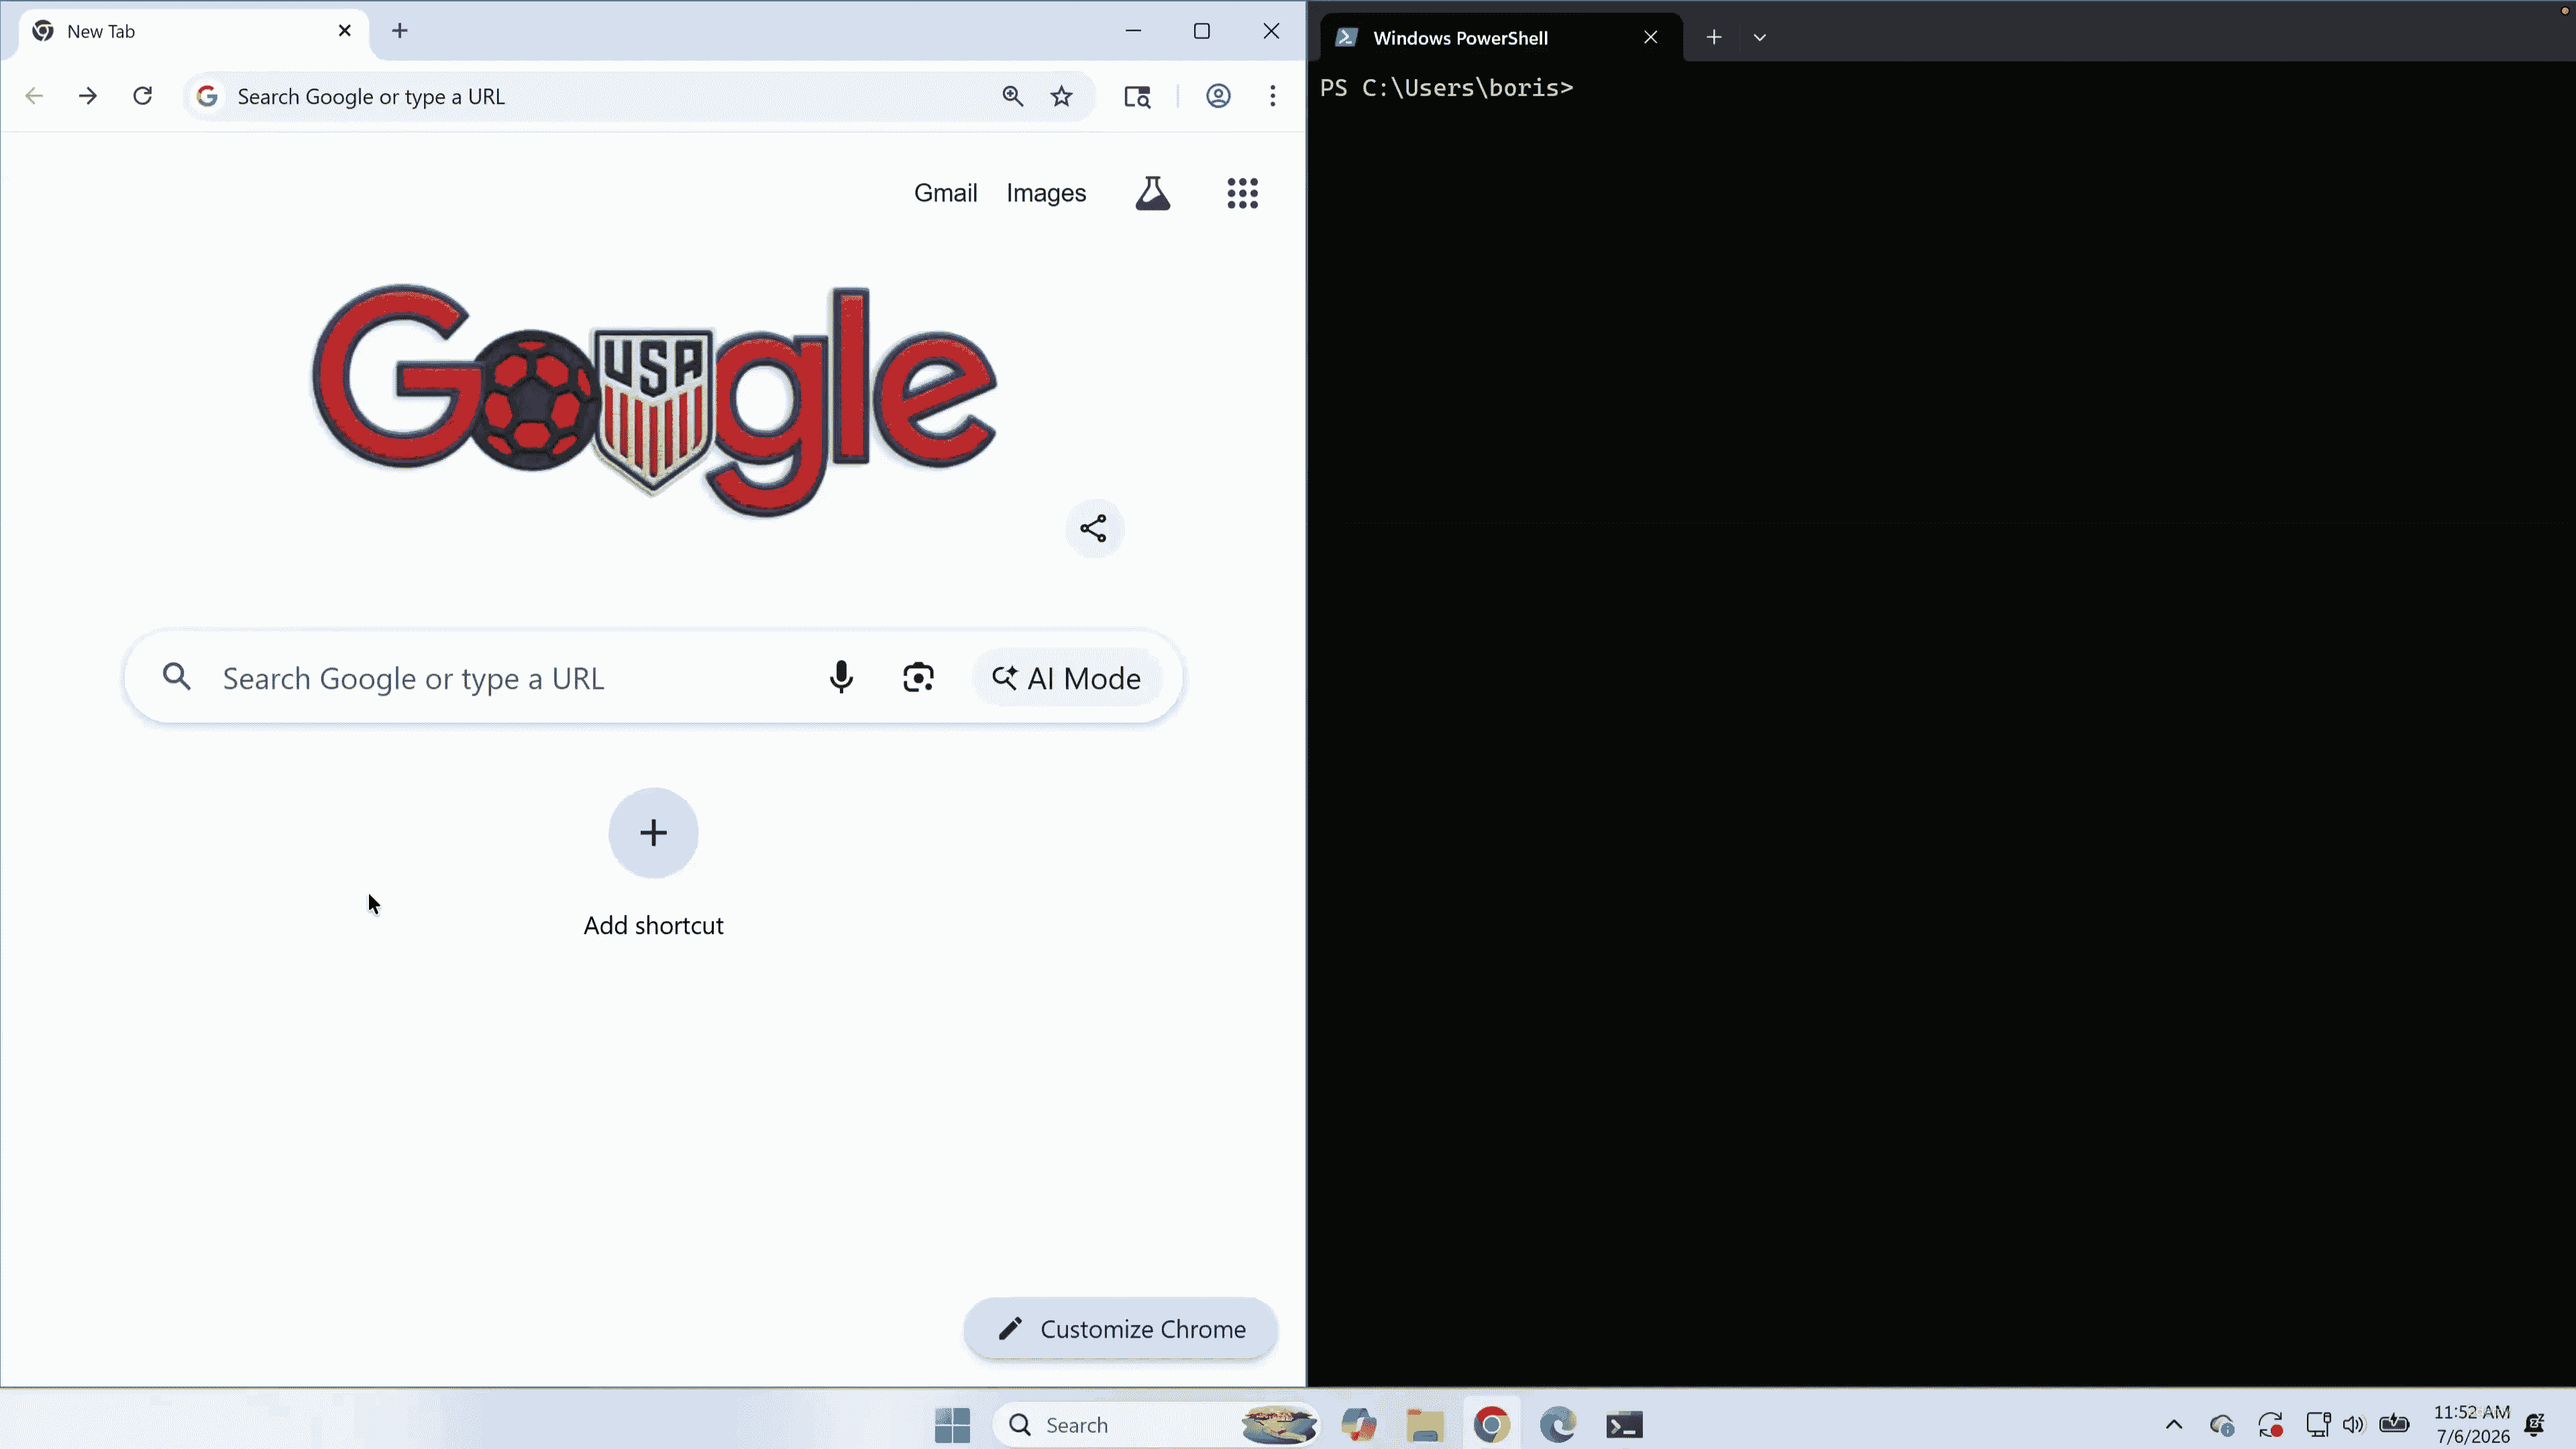 New Tab
Search Google or type a URL
Gmail Images
Google
USA
Search Google or type a URL
AI Mode
Add shortcut
Customize Chrome
Windows PowerShell
PS C:\Users\boris>
Search
11:52 AM
7/6/2026